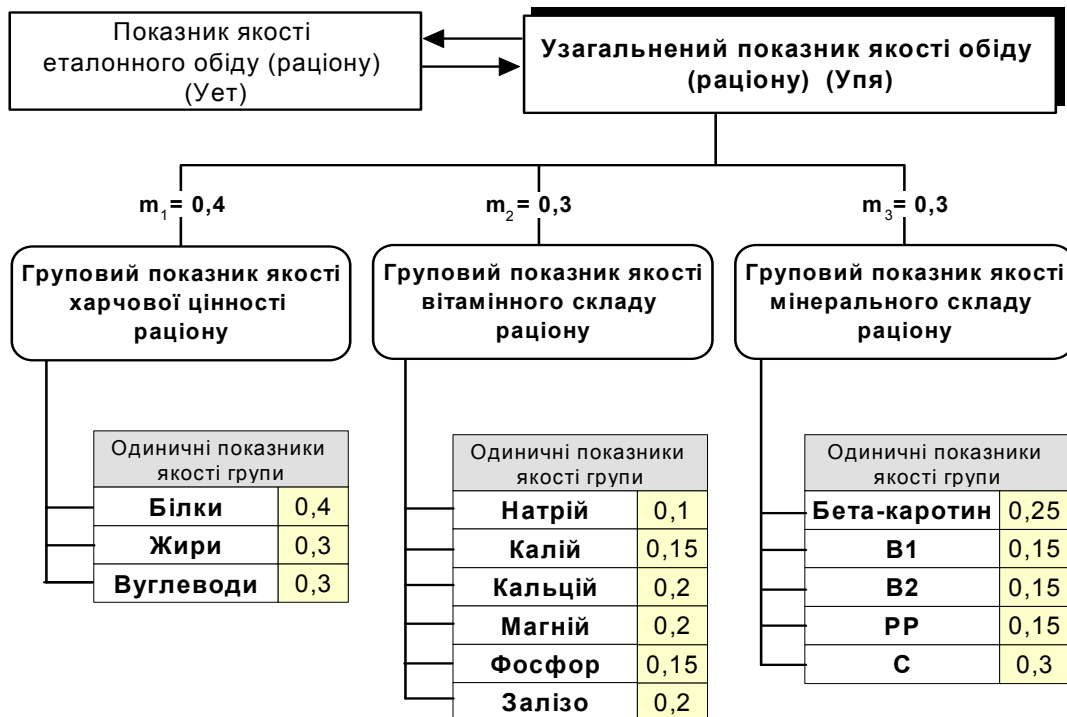 Показник якості
еталонного обіду (раціону)
(Ует)
Узагальнений показник якості обіду
(раціону) (Упя)
m₁= 0,4
m₂= 0,3
m₃= 0,3
Груповий показник якості
харчової цінності
раціону
Груповий показник якості
вітамінного складу
раціону
Груповий показник якості
мінерального складу
раціону
Одиничні показники
якості групи
Білки 0,4
Жири 0,3
Вуглеводи 0,3
Одиничні показники
якості групи
Натрій 0,1
Калій 0,15
Кальцій 0,2
Магній 0,2
Фосфор 0,15
Залізо 0,2
Одиничні показники
якості групи
Бета-каротин 0,25
В1 0,15
В2 0,15
РР 0,15
С 0,3